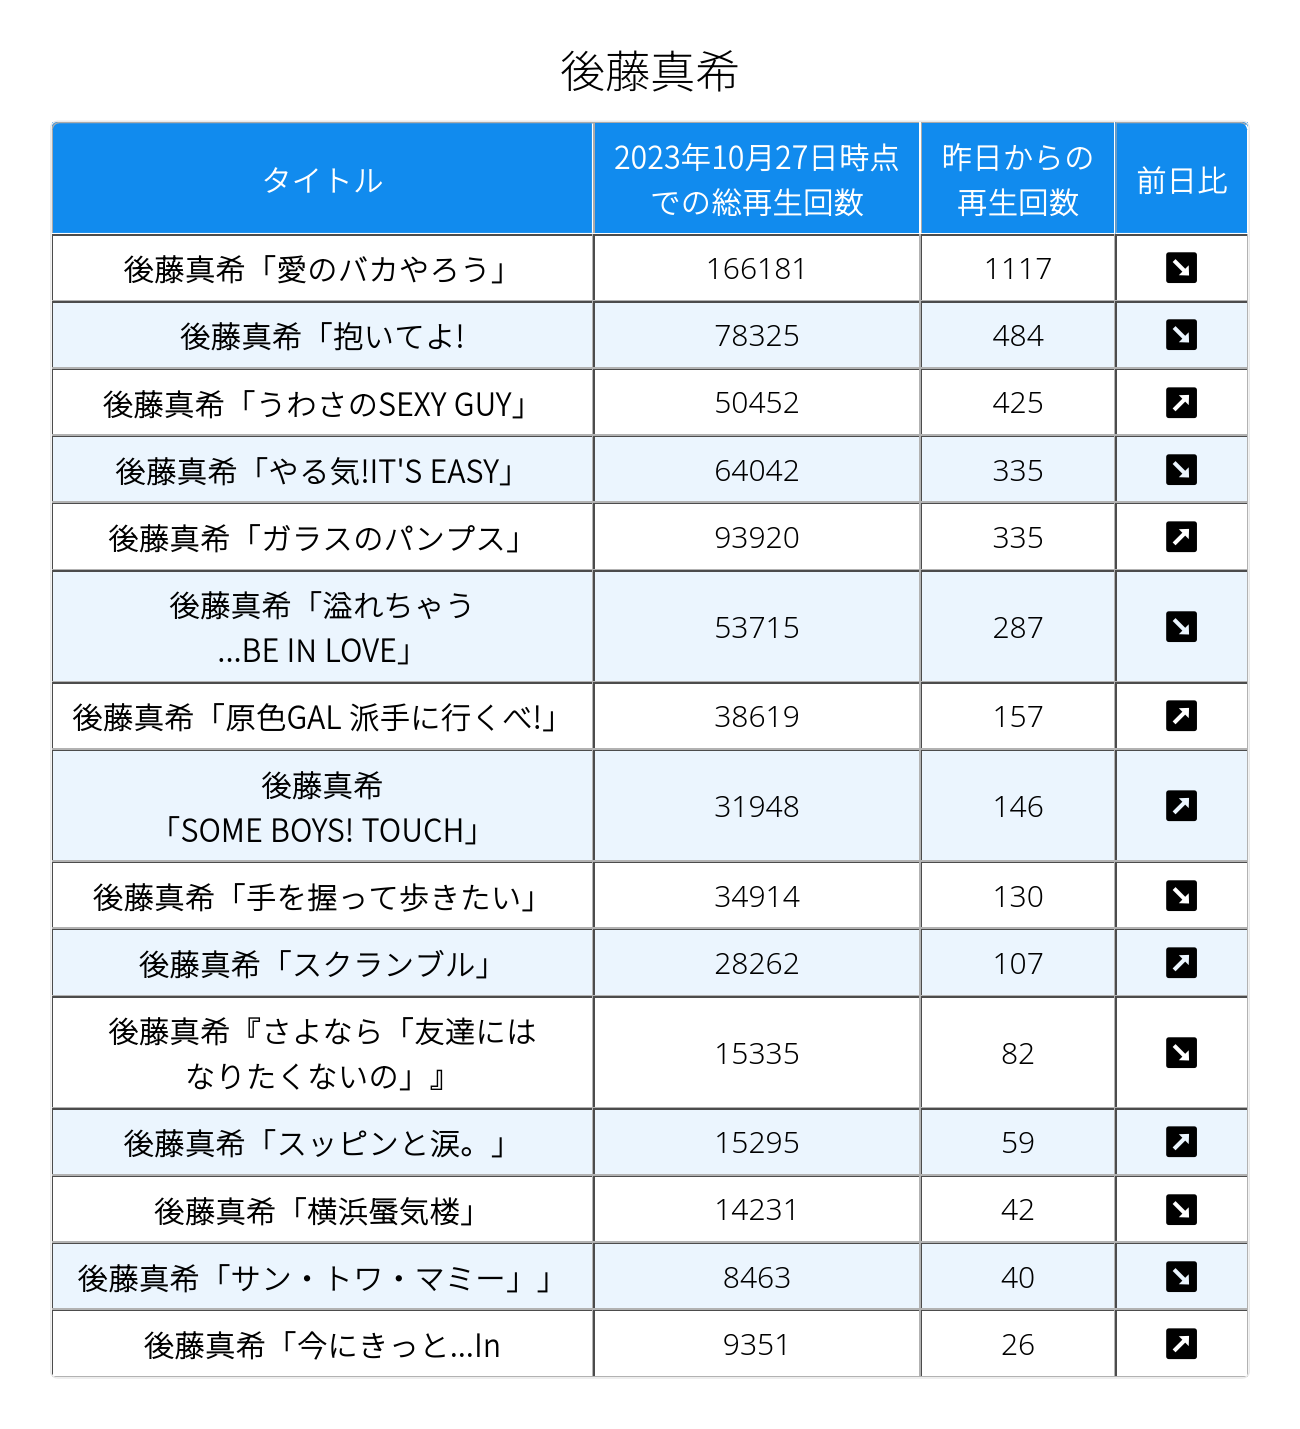 後藤真希
タイトル
2023年10月27日時点
での総再生回数
昨日からの
再生回数
前日比
後藤真希「愛のバカやろう」 166181 1117
後藤真希「抱いてよ! 78325 484
後藤真希「うわさのSEXY GUY」 50452 425
後藤真希「やる気!IT'S EASY」 64042 335
後藤真希「ガラスのパンプス」 93920 335
後藤真希「溢れちゃう
...BE IN LOVE」 53715 287
後藤真希「原色GAL 派手に行くべ!」 38619 157
後藤真希
「SOME BOYS! TOUCH」 31948 146
後藤真希「手を握って歩きたい」 34914 130
後藤真希「スクランブル」 28262 107
後藤真希『さよなら「友達には
なりたくないの」』 15335 82
後藤真希「スッピンと涙。」 15295 59
後藤真希「横浜蜃気楼」 14231 42
後藤真希「サン・トワ・マミー」」 8463 40
後藤真希「今にきっと...In 9351 26